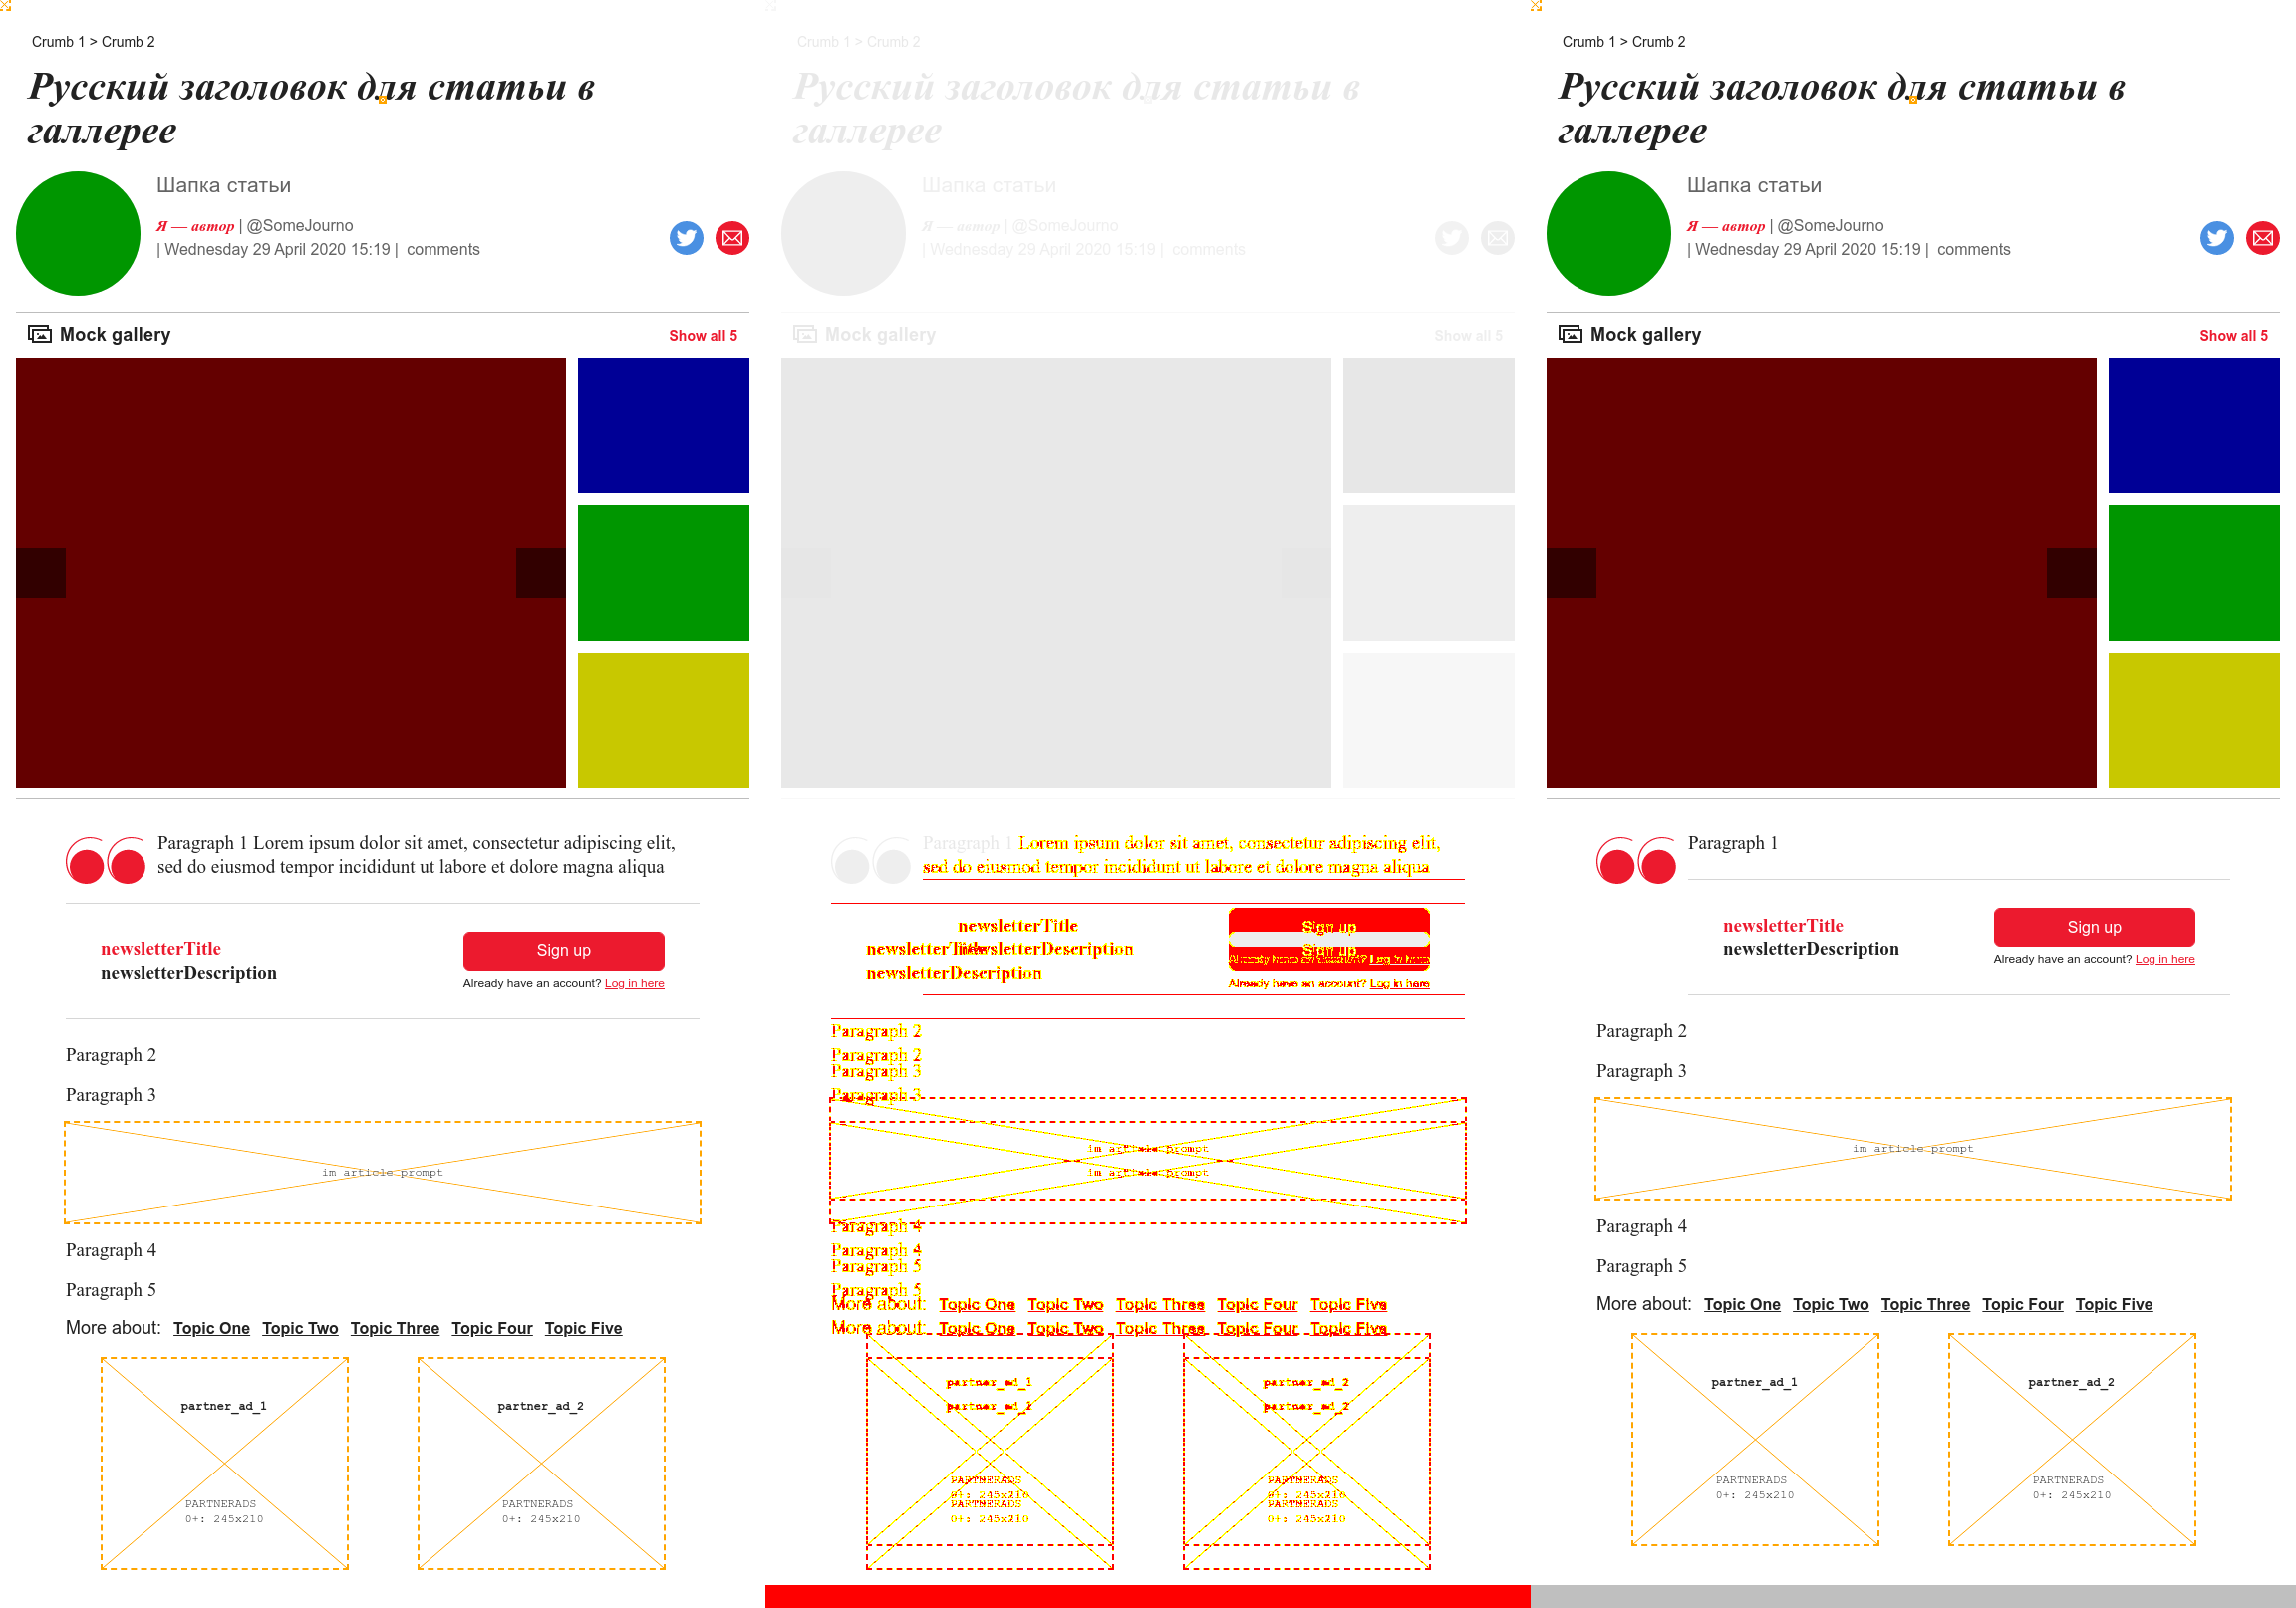 Crumb 1 > Crumb 2
Русский заголовок для статьи в
галлерее
Шапка статьи
Я — автор | @SomeJourno
| Wednesday 29 April 2020 15:19 | comments
Mock gallery
Show all 5
Paragraph 1 Lorem ipsum dolor sit amet, consectetur adipiscing elit,
sed do eiusmod tempor incididunt ut labore et dolore magna aliqua
newsletterTitle
newsletterDescription
Sign up
Already have an account? Log in here
Paragraph 2
Paragraph 3
im article prompt
Paragraph 4
Paragraph 5
More about: Topic One Topic Two Topic Three Topic Four Topic Five
partner_ad_1
PARTNERADS
0+: 245x210
partner_ad_2
PARTNERADS
0+: 245x210
Crumb 1 > Crumb 2
Русский заголовок для статьи в
галлерее
Шапка статьи
Я — автор | @SomeJourno
| Wednesday 29 April 2020 15:19 | comments
Mock gallery
Show all 5
Paragraph 1 Lorem ipsum dolor sit amet, consectetur adipiscing elit,
sed do eiusmod tempor incididunt ut labore et dolore magna aliqua
newsletterTitle
newsletterTitle
newsletterDescription
newsletterDescription
Sign up
Sign up
Already have an account? Log in here
Already have an account? Log in here
Paragraph 2
Paragraph 2
Paragraph 3
Paragraph 3
im article prompt
im article prompt
Paragraph 4
Paragraph 4
Paragraph 5
Paragraph 5
More about: Topic One Topic Two Topic Three Topic Four Topic Five
More about: Topic One Topic Two Topic Three Topic Four Topic Five
partner_ad_1
partner_ad_1
PARTNERADS
0+: 245x210
PARTNERADS
0+: 245x210
partner_ad_2
partner_ad_2
PARTNERADS
0+: 245x210
PARTNERADS
0+: 245x210
Crumb 1 > Crumb 2
Русский заголовок для статьи в
галлерее
Шапка статьи
Я — автор | @SomeJourno
| Wednesday 29 April 2020 15:19 | comments
Mock gallery
Show all 5
Paragraph 1
newsletterTitle
newsletterDescription
Sign up
Already have an account? Log in here
Paragraph 2
Paragraph 3
im article prompt
Paragraph 4
Paragraph 5
More about: Topic One Topic Two Topic Three Topic Four Topic Five
partner_ad_1
PARTNERADS
0+: 245x210
partner_ad_2
PARTNERADS
0+: 245x210